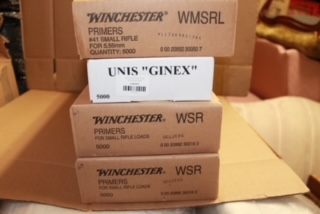 WINCHESTER WMSRL
PRIMERS
#41 SMALL RIFLE
FOR 5.56mm
QUANTITY: 5000
UNIS "GINEX"
5000
WINCHESTER WSR
PRIMERS
FOR SMALL RIFLE LOADS
5000
WINCHESTER WSR
PRIMERS
FOR SMALL RIFLE LOADS
5000